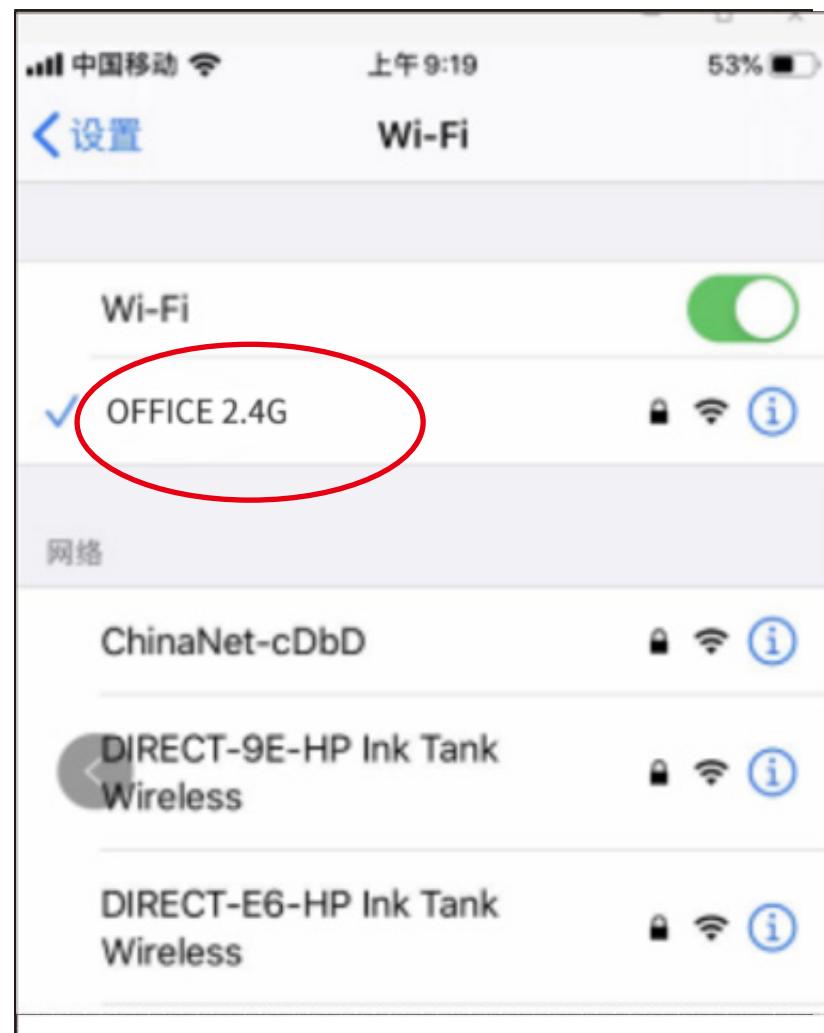 中国移动 上午 9:19 53%
设置 Wi-Fi
Wi-Fi
OFFICE 2.4G
网络
ChinaNet-cDbD
DIRECT-9E-HP Ink Tank
Wireless
DIRECT-E6-HP Ink Tank
Wireless